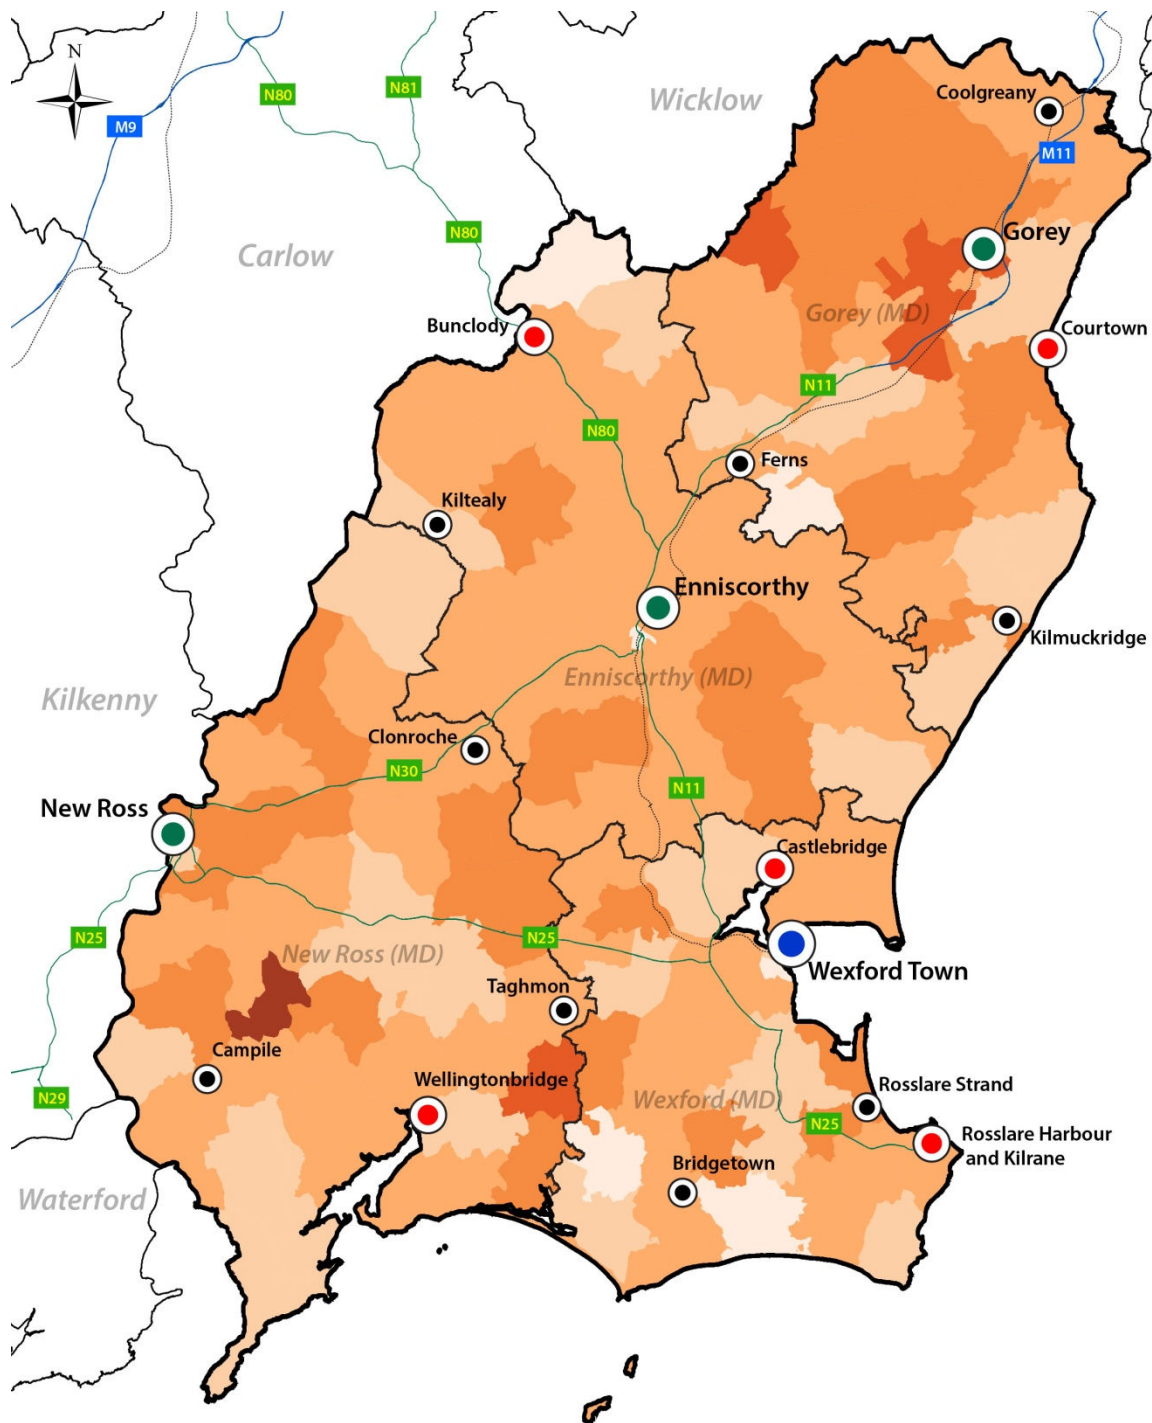 N
N80
N81
Wicklow
Coolgreany
M9
M11
N80
Gorey
Carlow
Gorey (MD)
Bunclody
Courtown
N11
N80
Ferns
Kiltealy
Enniscorthy
Kilmuckridge
Enniscorthy (MD)
Kilkenny
Clonroche
N30
N11
New Ross
Castlebridge
N25
N25
New Ross (MD)
Wexford Town
Taghmon
Campile
Wellingtonbridge
Rosslare Strand
N29
Wexford (MD)
N25
Rosslare Harbour
and Kilrane
Bridgetown
Waterford